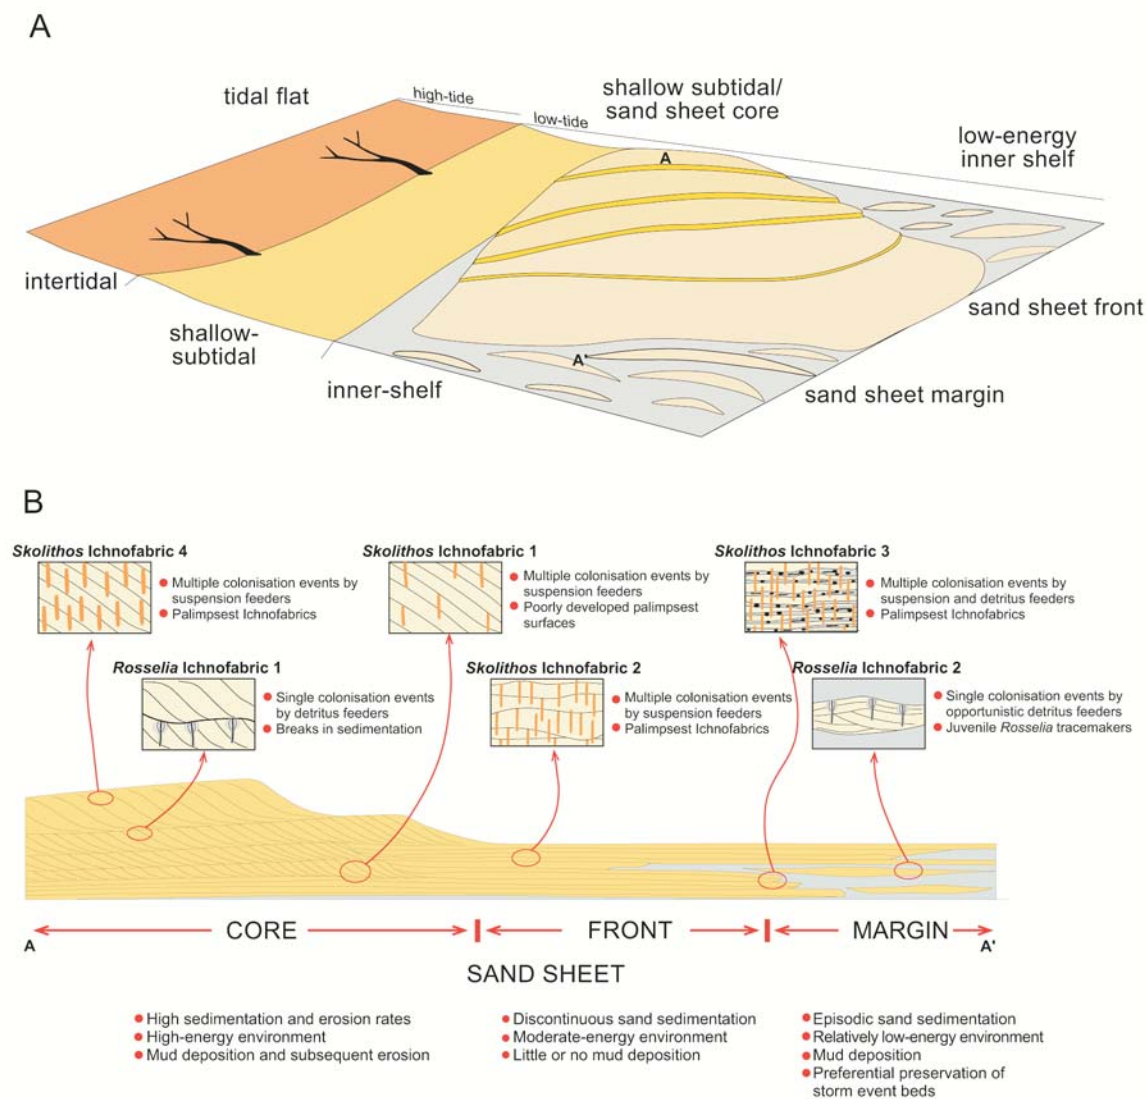 A
tidal flat
high-tide
low-tide
shallow subtidal/
sand sheet core
low-energy
inner shelf
A
intertidal
shallow-
subtidal
inner-shelf
A'
sand sheet front
sand sheet margin
B
Skolithos Ichnofabric 4
Multiple colonisation events by
suspension feeders
Palimpsest Ichnofabrics
Skolithos Ichnofabric 1
Multiple colonisation events by
suspension feeders
Poorly developed palimpsest
surfaces
Skolithos Ichnofabric 3
Multiple colonisation events by
suspension and detritus feeders
Palimpsest Ichnofabrics
Rosselia Ichnofabric 1
Single colonisation events
by detritus feeders
Breaks in sedimentation
Skolithos Ichnofabric 2
Multiple colonisation events
by suspension feeders
Palimpsest Ichnofabrics
Rosselia Ichnofabric 2
Single colonisation events by
opportunistic detritus feeders
Juvenile Rosselia tracemakers
A
CORE
FRONT
MARGIN
A'
SAND SHEET
High sedimentation and erosion rates
High-energy environment
Mud deposition and subsequent erosion
Discontinuous sand sedimentation
Moderate-energy environment
Little or no mud deposition
Episodic sand sedimentation
Relatively low-energy environment
Mud deposition
Preferential preservation of
storm event beds